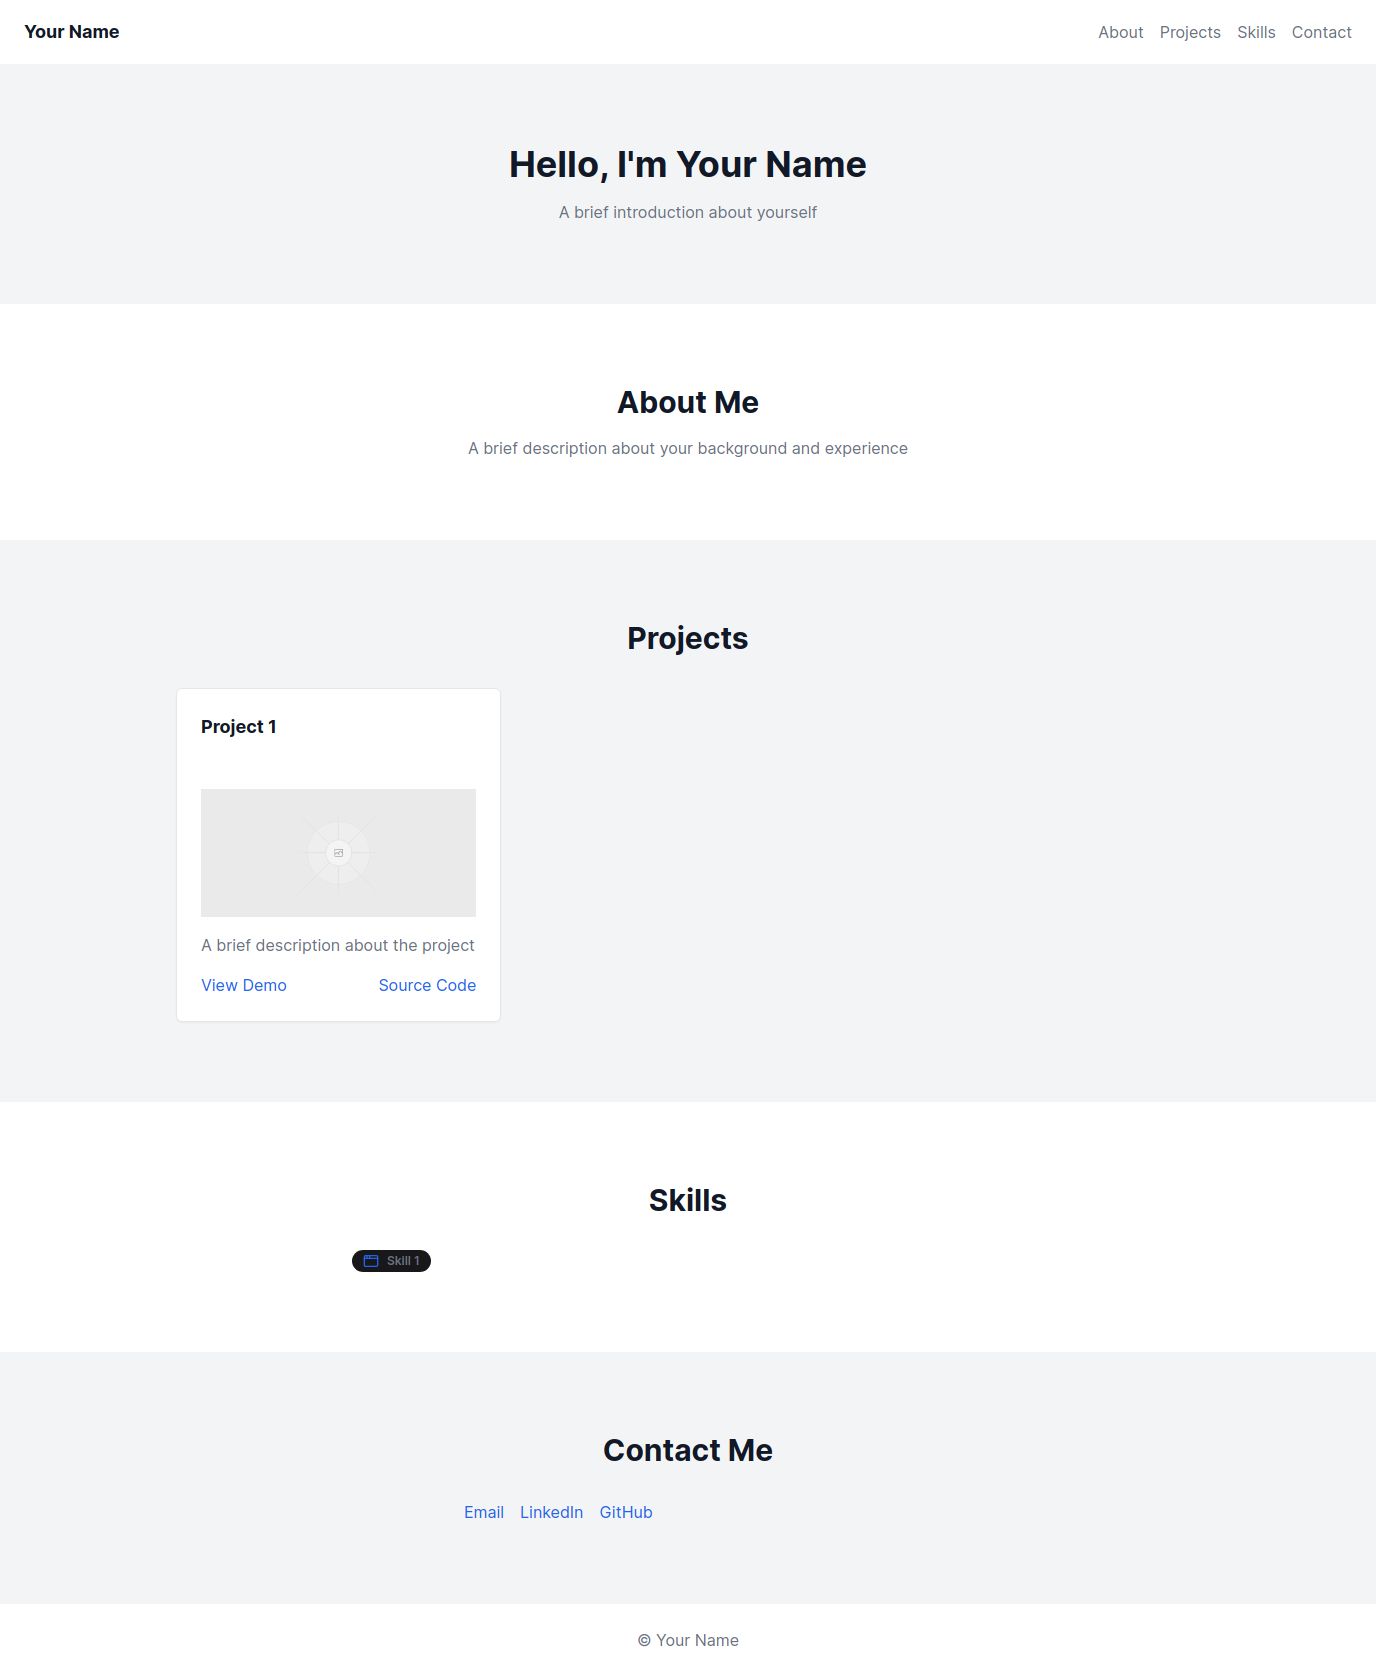 Your Name
About Projects Skills Contact
Hello, I'm Your Name
A brief introduction about yourself
About Me
A brief description about your background and experience
Projects
Project 1
A brief description about the project
View Demo Source Code
Skills
Skill 1
Contact Me
Email LinkedIn GitHub
© Your Name